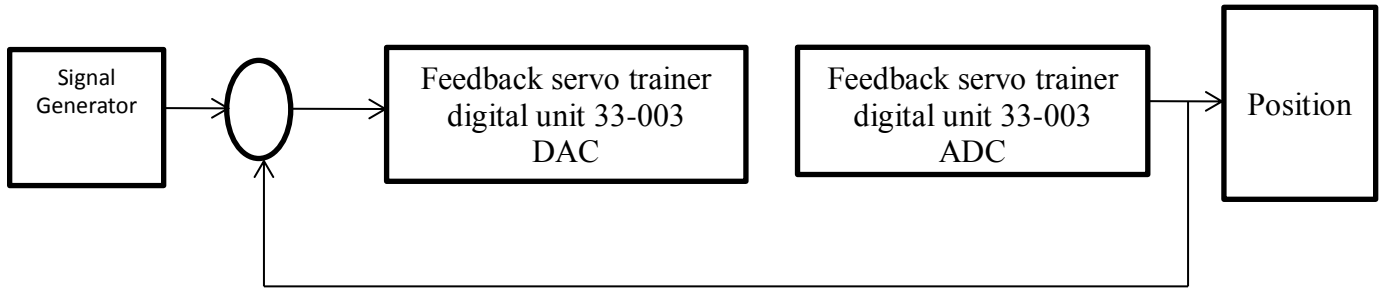 Signal
Generator
Feedback servo trainer
digital unit 33-003
DAC
Feedback servo trainer
digital unit 33-003
ADC
Position